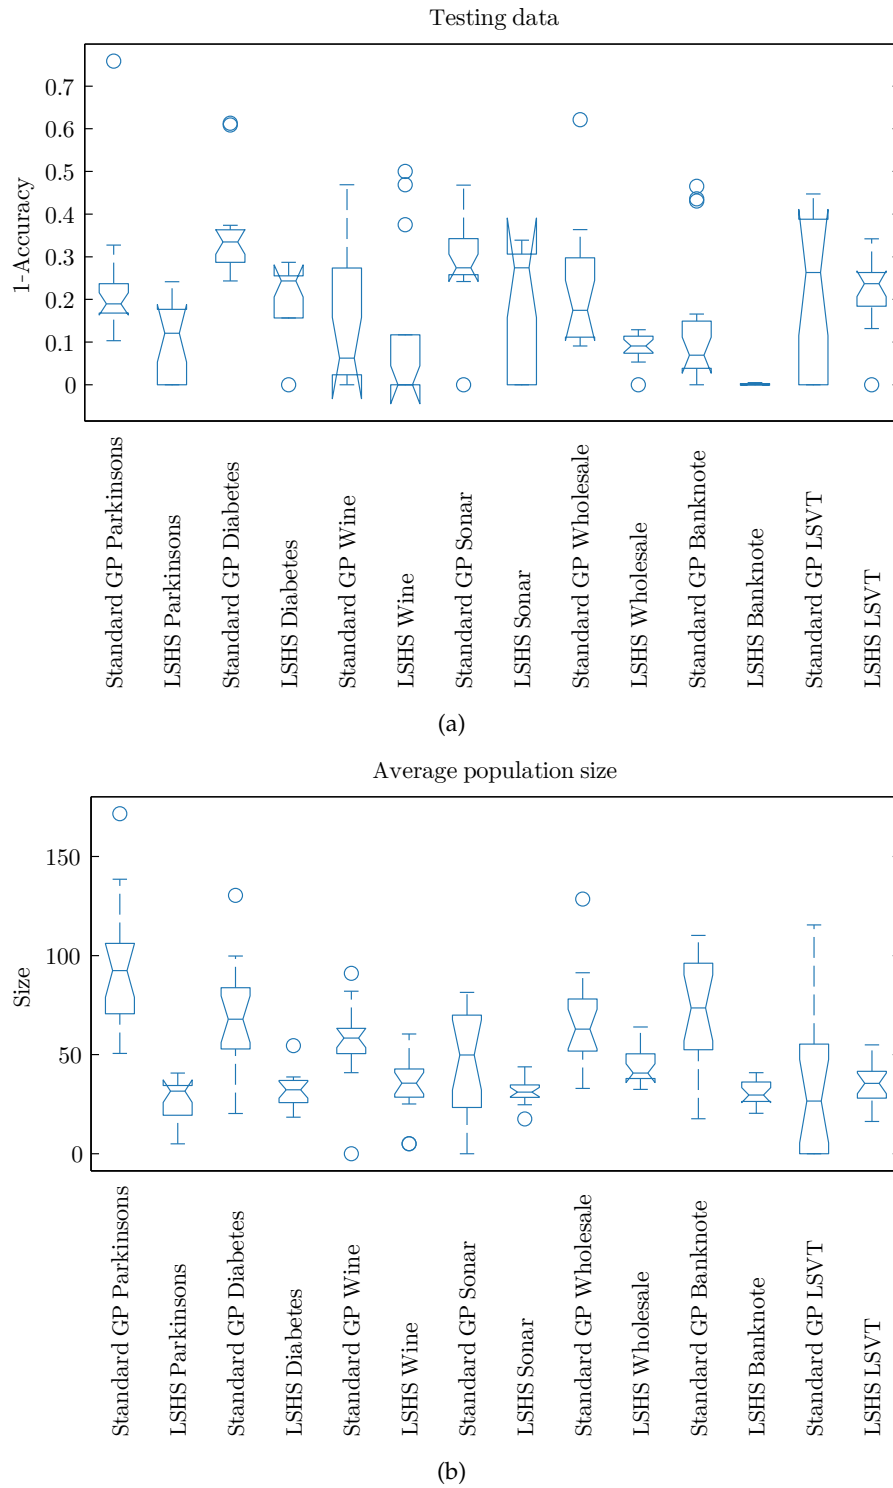 Testing data
1-Accuracy
0.7
0.6
0.5
0.4
0.3
0.2
0.1
0
Standard GP Parkinsons
LSHS Parkinsons
Standard GP Diabetes
LSHS Diabetes
Standard GP Wine
LSHS Wine
Standard GP Sonar
LSHS Sonar
Standard GP Wholesale
LSHS Wholesale
Standard GP Banknote
LSHS Banknote
Standard GP LSVT
LSHS LSVT
(a)
Average population size
Size
150
100
50
0
Standard GP Parkinsons
LSHS Parkinsons
Standard GP Diabetes
LSHS Diabetes
Standard GP Wine
LSHS Wine
Standard GP Sonar
LSHS Sonar
Standard GP Wholesale
LSHS Wholesale
Standard GP Banknote
LSHS Banknote
Standard GP LSVT
LSHS LSVT
(b)